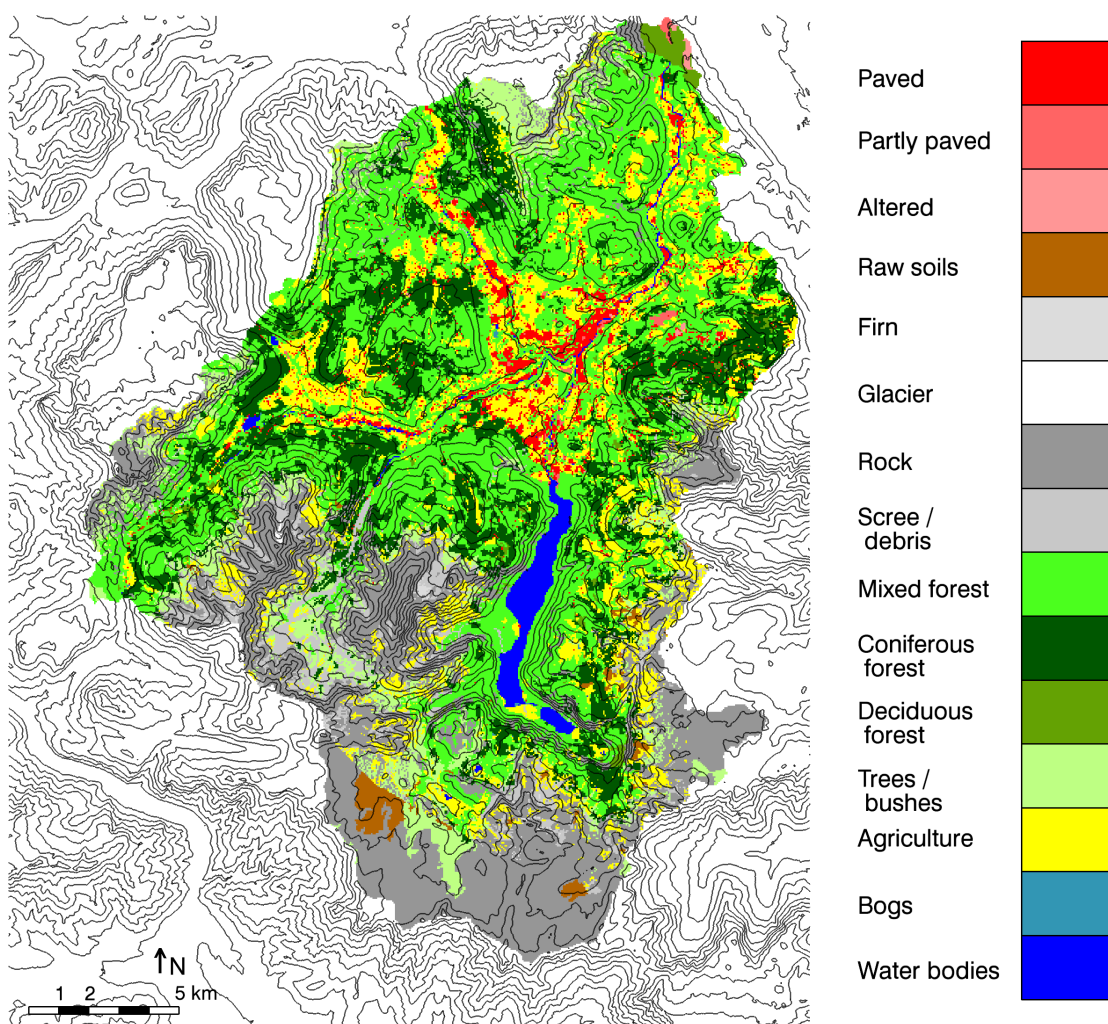 Paved
Partly paved
Altered
Raw soils
Firn
Glacier
Rock
Scree /
debris
Mixed forest
Coniferous
forest
Deciduous
forest
Trees /
bushes
Agriculture
Bogs
Water bodies
N
1 2 5 km